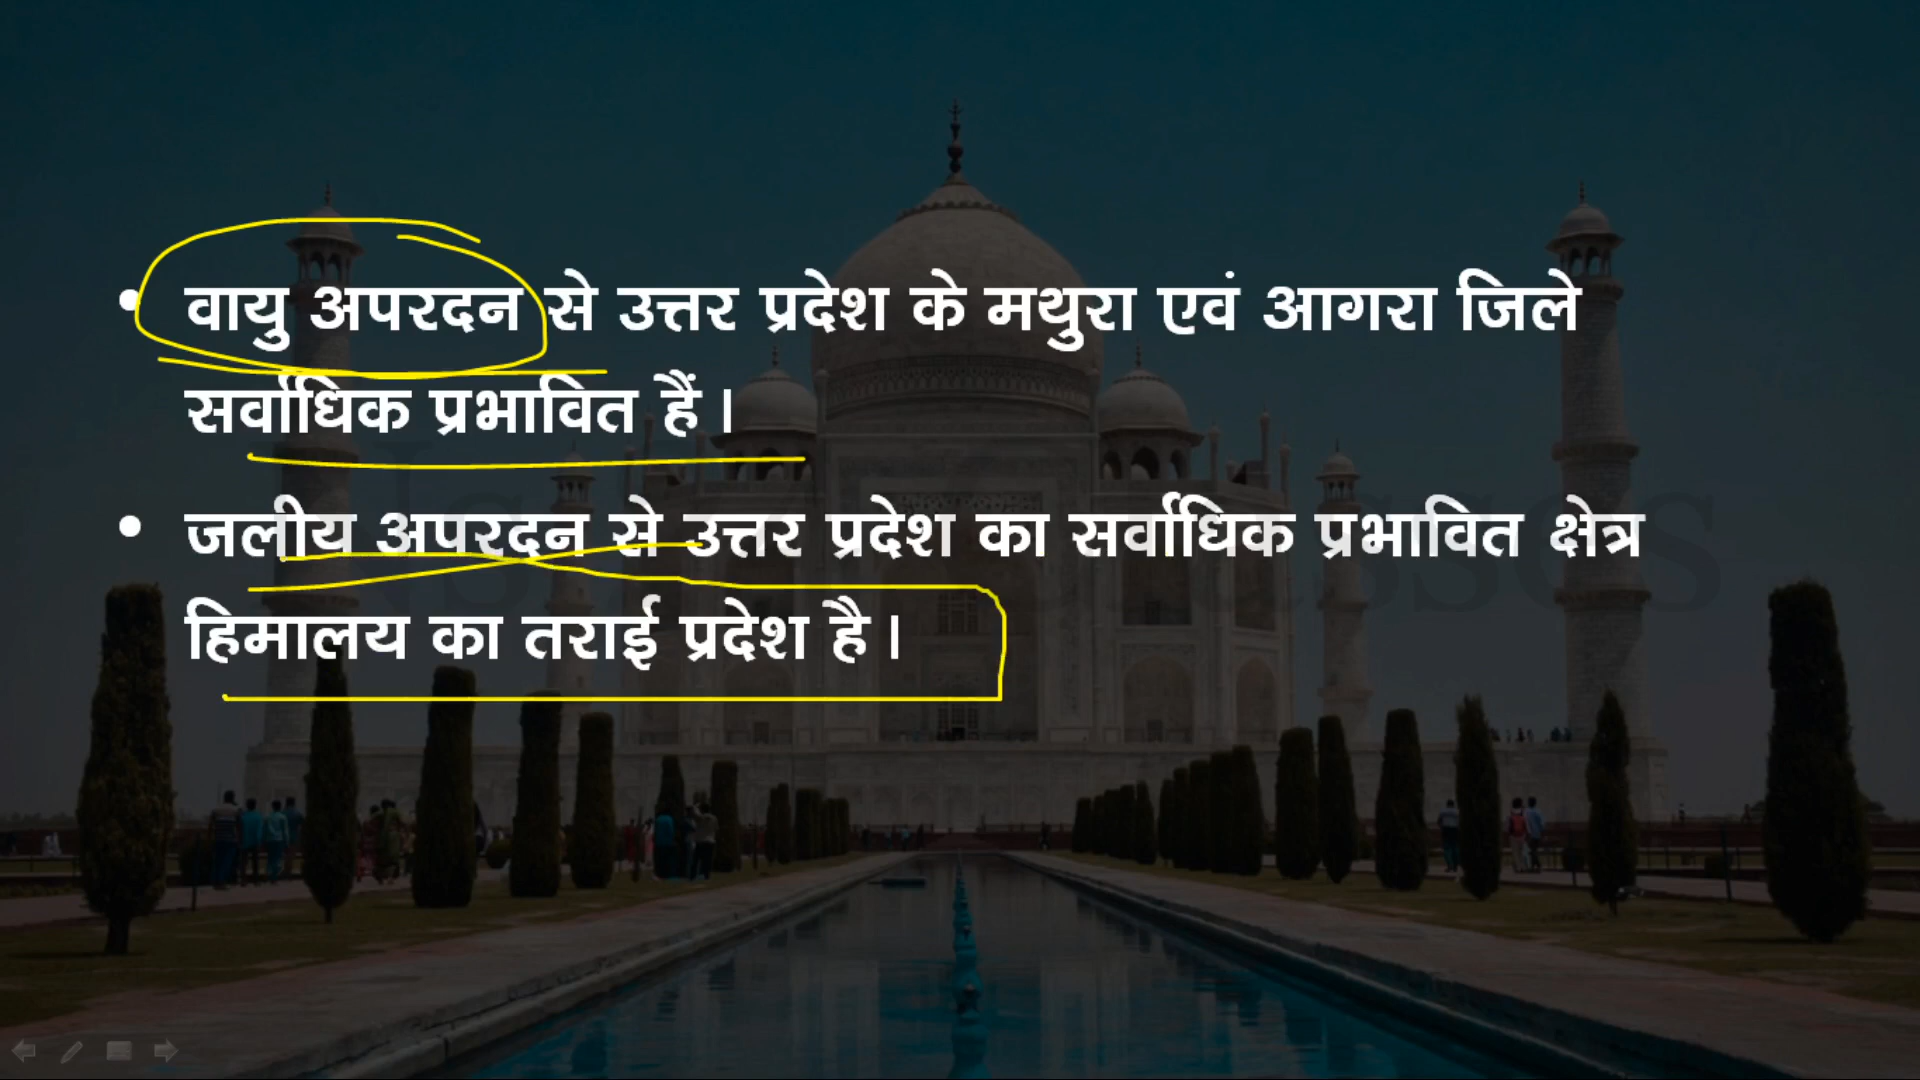 • वायु अपरदन से उत्तर प्रदेश के मथुरा एवं आगरा जिले
सर्वाधिक प्रभावित हैं।
• जलीय अपरदन से उत्तर प्रदेश का सर्वाधिक प्रभावित क्षेत्र
हिमालय का तराई प्रदेश है।